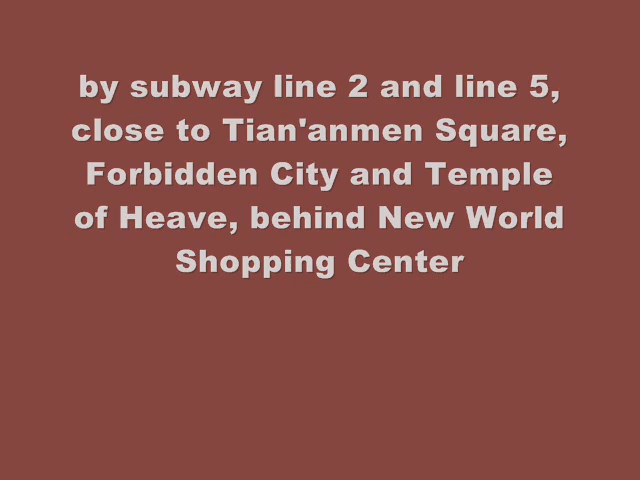 by subway line 2 and line 5,
close to Tian'anmen Square,
Forbidden City and Temple
of Heave, behind New World
Shopping Center